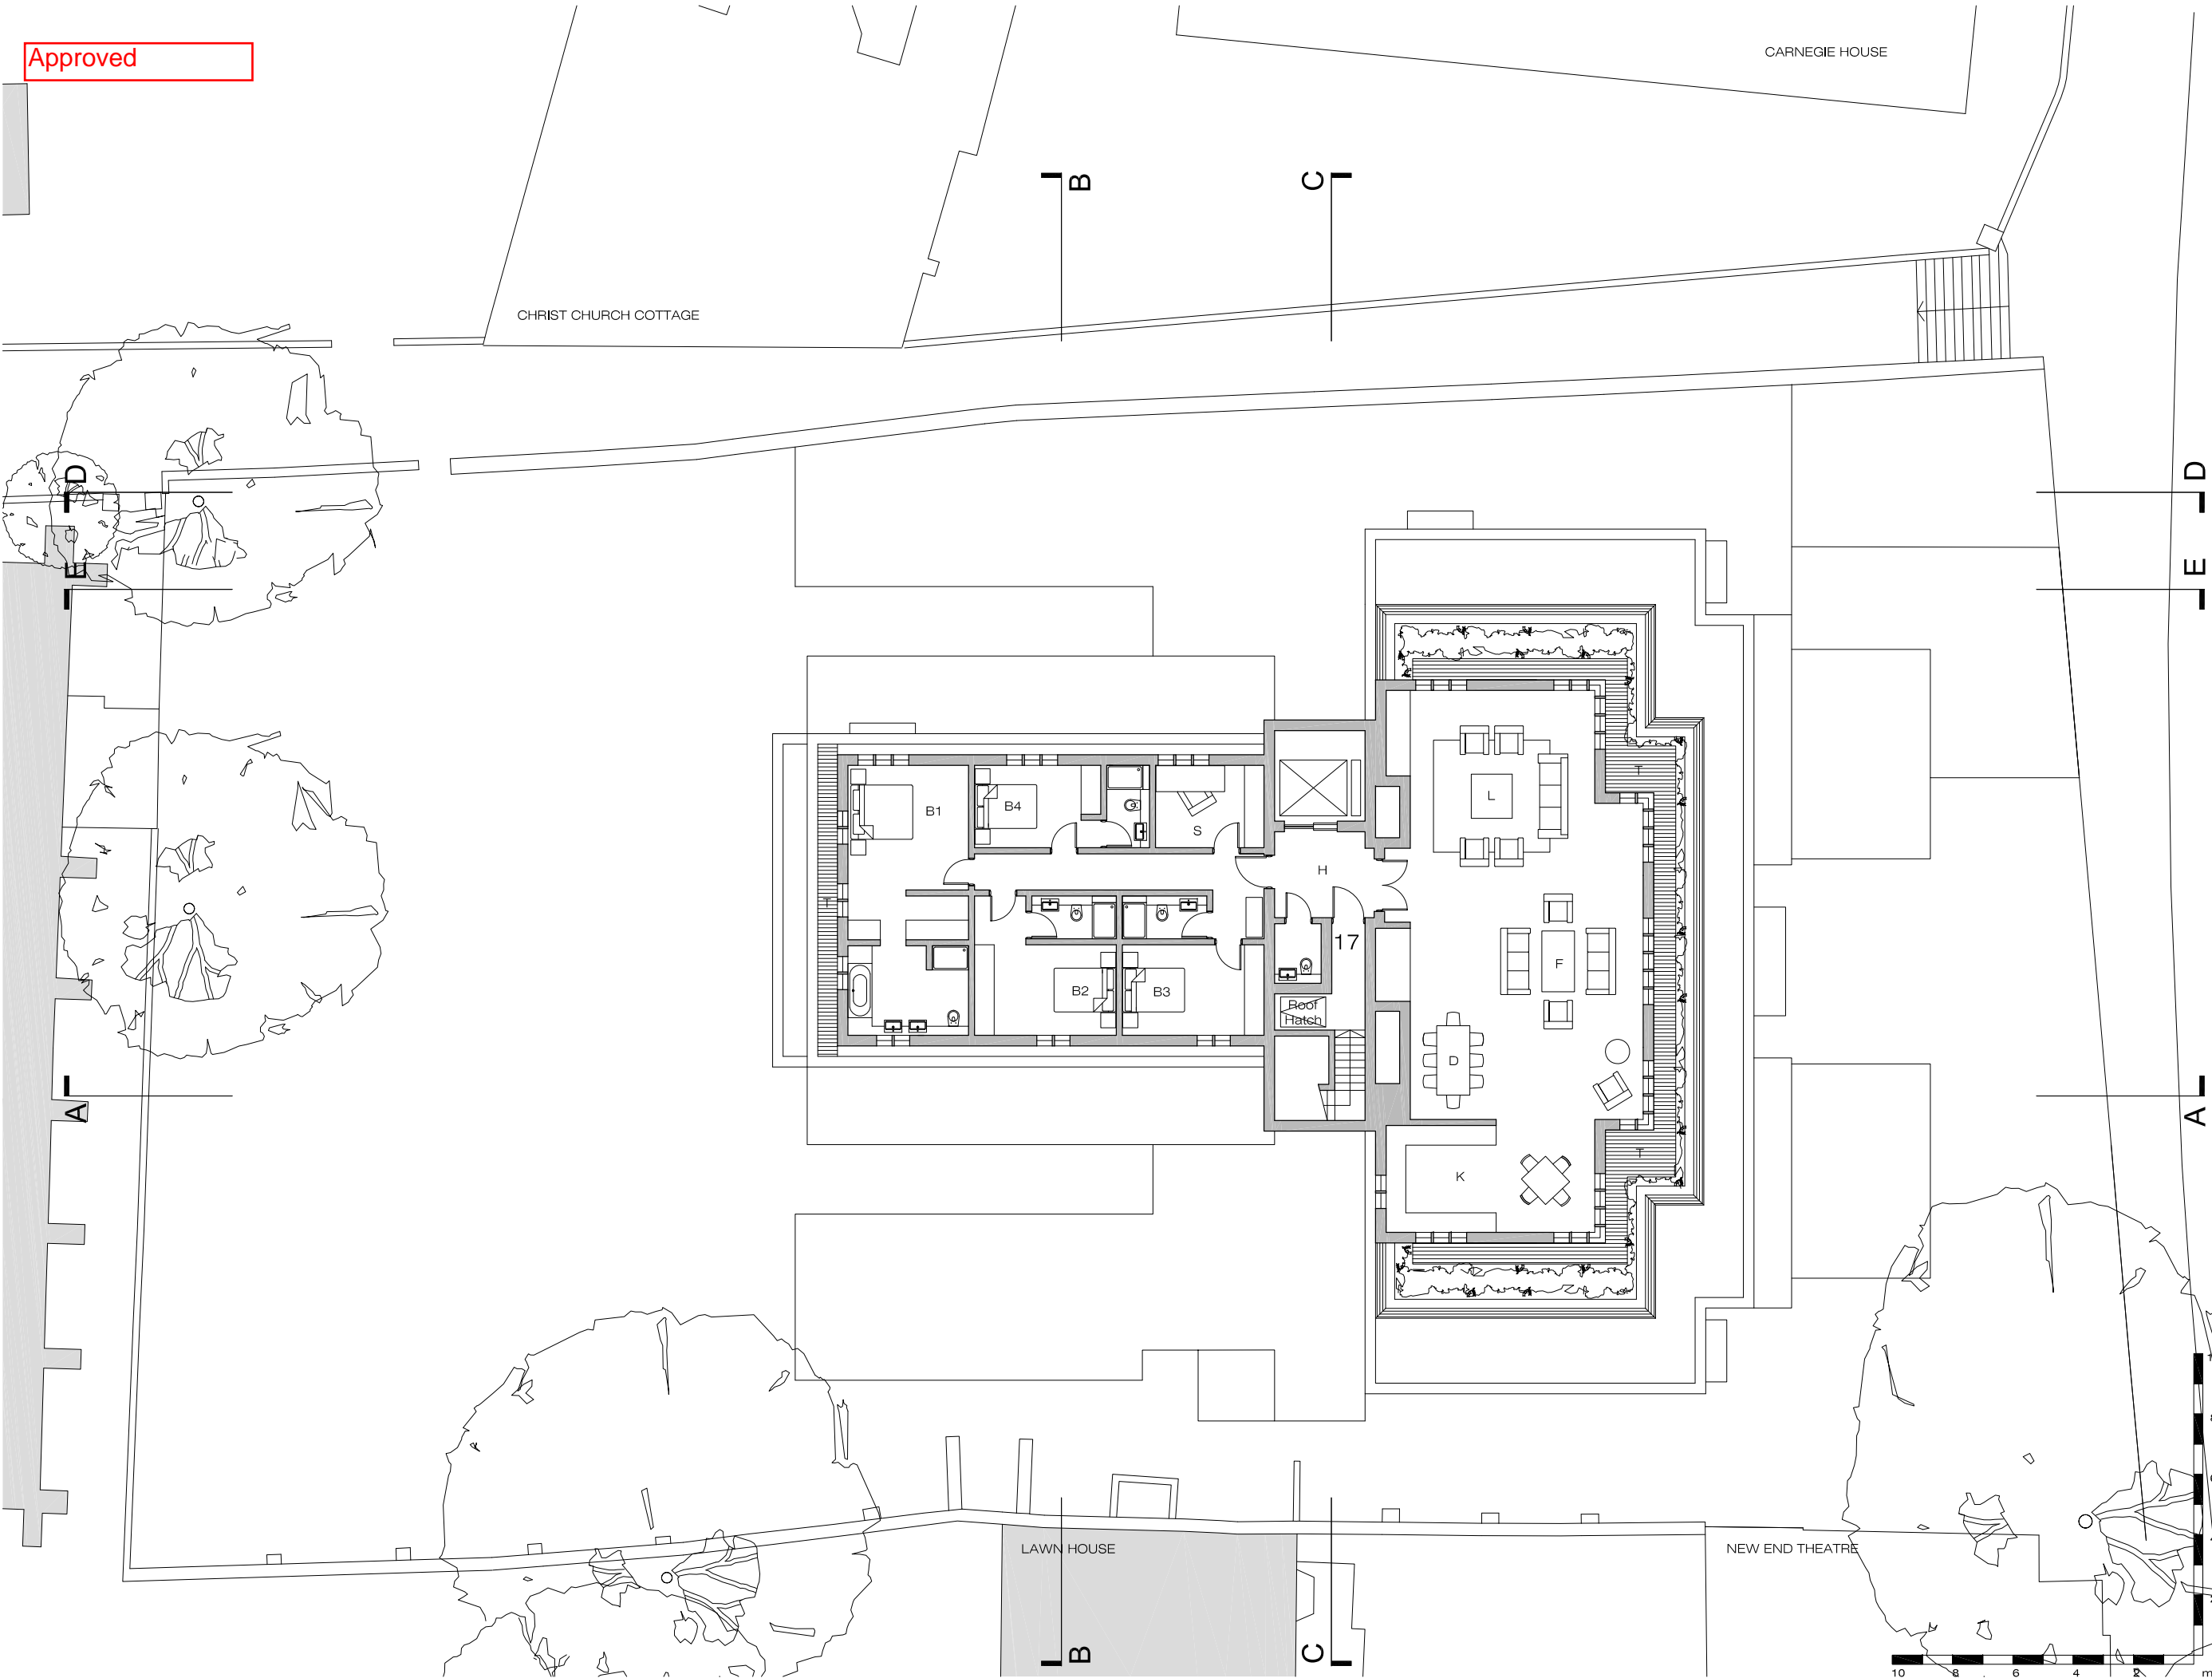 Approved
CARNEGIE HOUSE
B
C
CHRIST CHURCH COTTAGE
D
D
E
E
B1
B4
S
L
T
H
T
17
B2
B3
F
Roof
Hatch
D
A
A
T
K
LAWN HOUSE
NEW END THEATRE
B
C
10
8
6
4
2
m